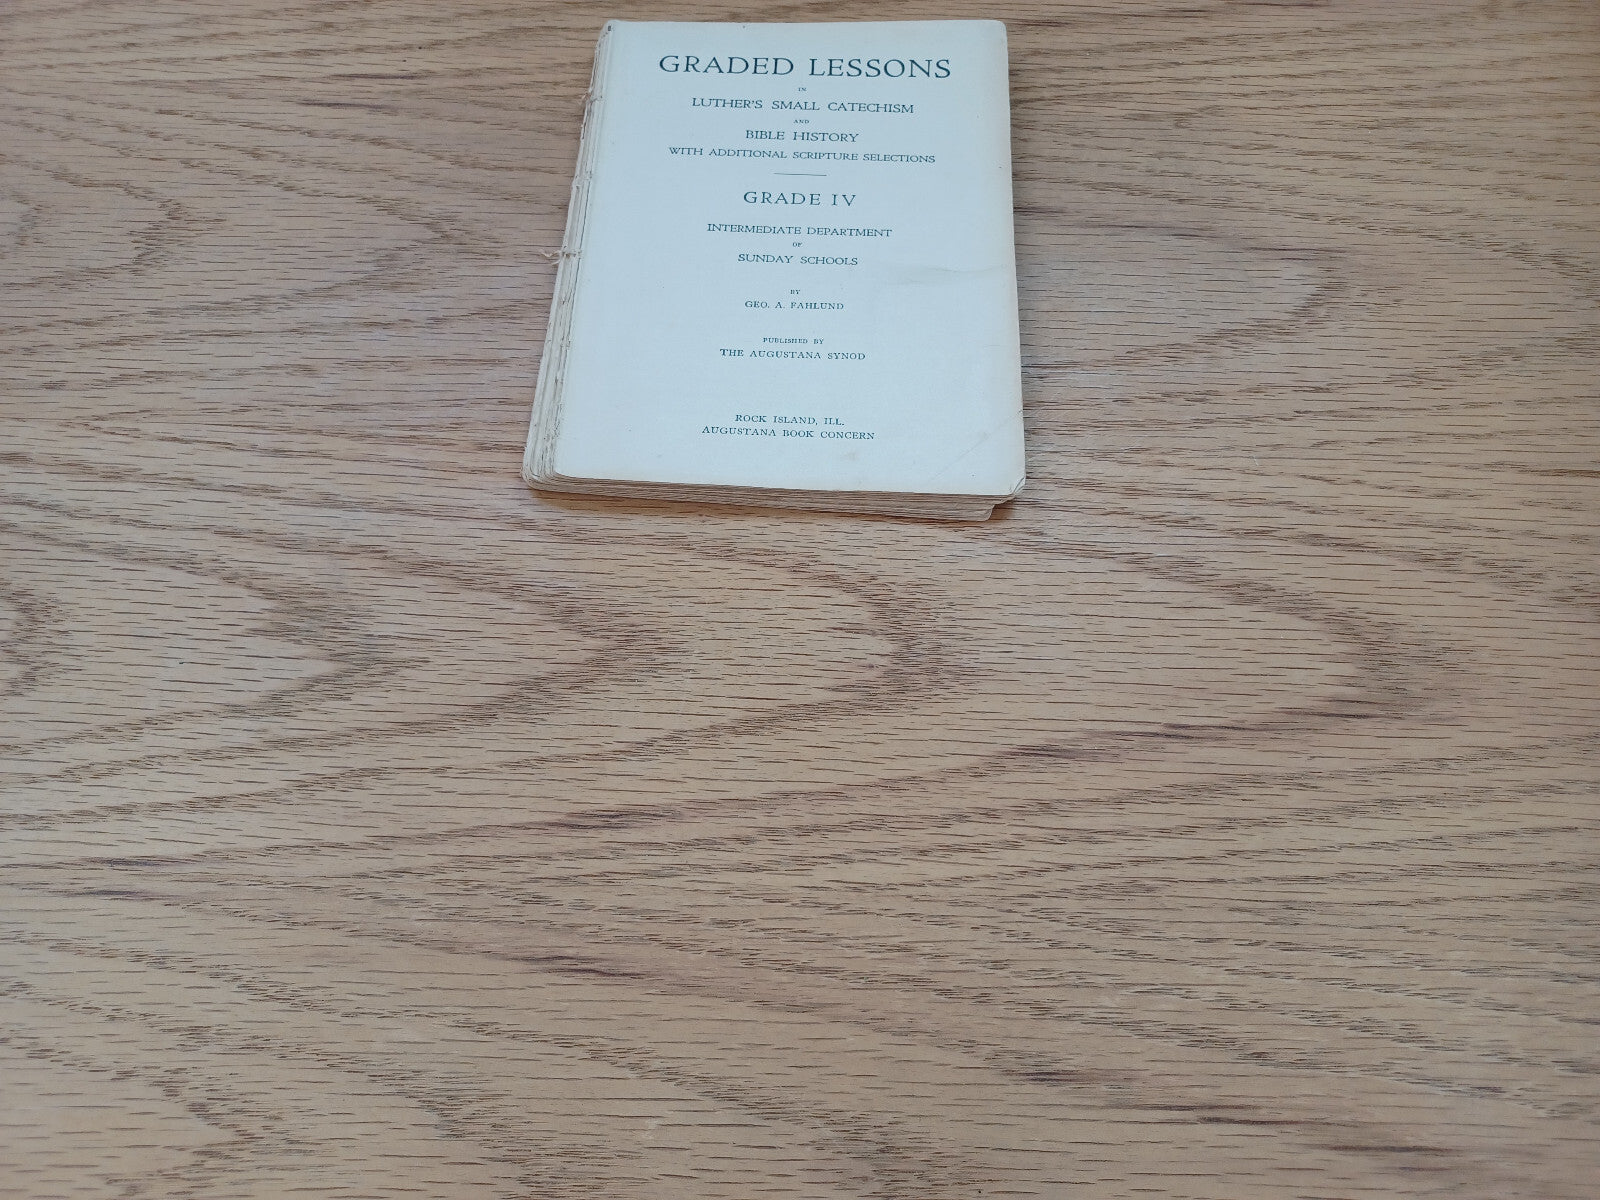 GRADED LESSONS
IN
LUTHER'S SMALL CATECHISM
AND
BIBLE HISTORY
WITH ADDITIONAL SCRIPTURE SELECTIONS
GRADE IV
INTERMEDIATE DEPARTMENT
OF
SUNDAY SCHOOLS
BY
GEO. A. FAHLUND
PUBLISHED BY
THE AUGUSTANA SYNOD
ROCK ISLAND, ILL.
AUGUSTANA BOOK CONCERN